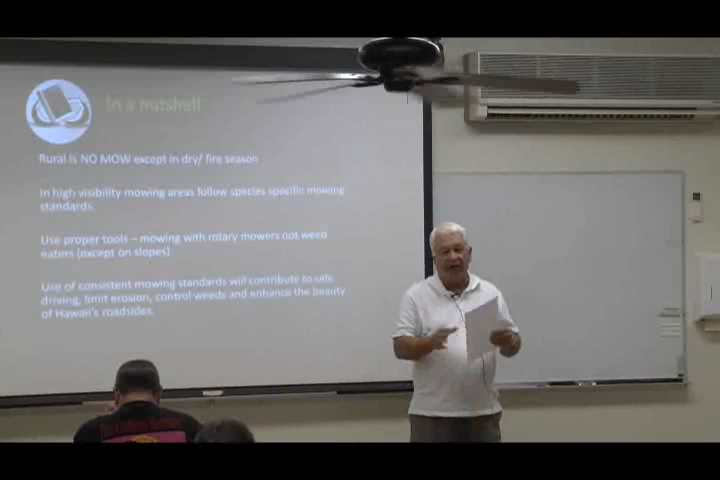 In a nutshell
Rural is NO MOW except in dry/ fire season
In high visibility mowing areas follow species specific mowing
standards.
Use proper tools – mowing with rotary mowers not weed
eaters (except on slopes)
Use of consistent mowing standards will contribute to safe
driving, limit erosion, control weeds and enhance the beauty
of Hawaii's roadsides.